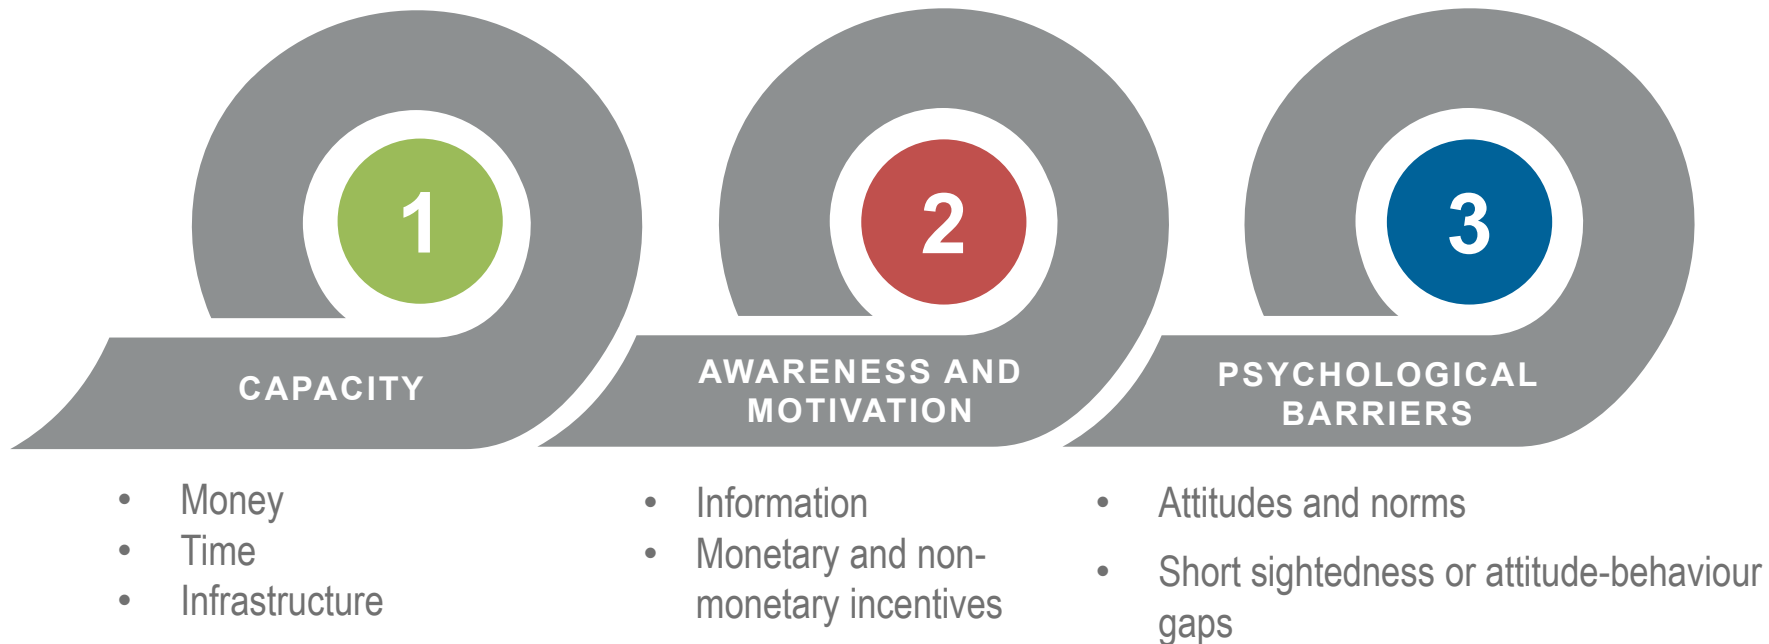 1
CAPACITY
• Money
• Time
• Infrastructure
2
AWARENESS AND
MOTIVATION
• Information
• Monetary and non-
monetary incentives
3
PSYCHOLOGICAL
BARRIERS
• Attitudes and norms
• Short sightedness or attitude-behaviour
gaps